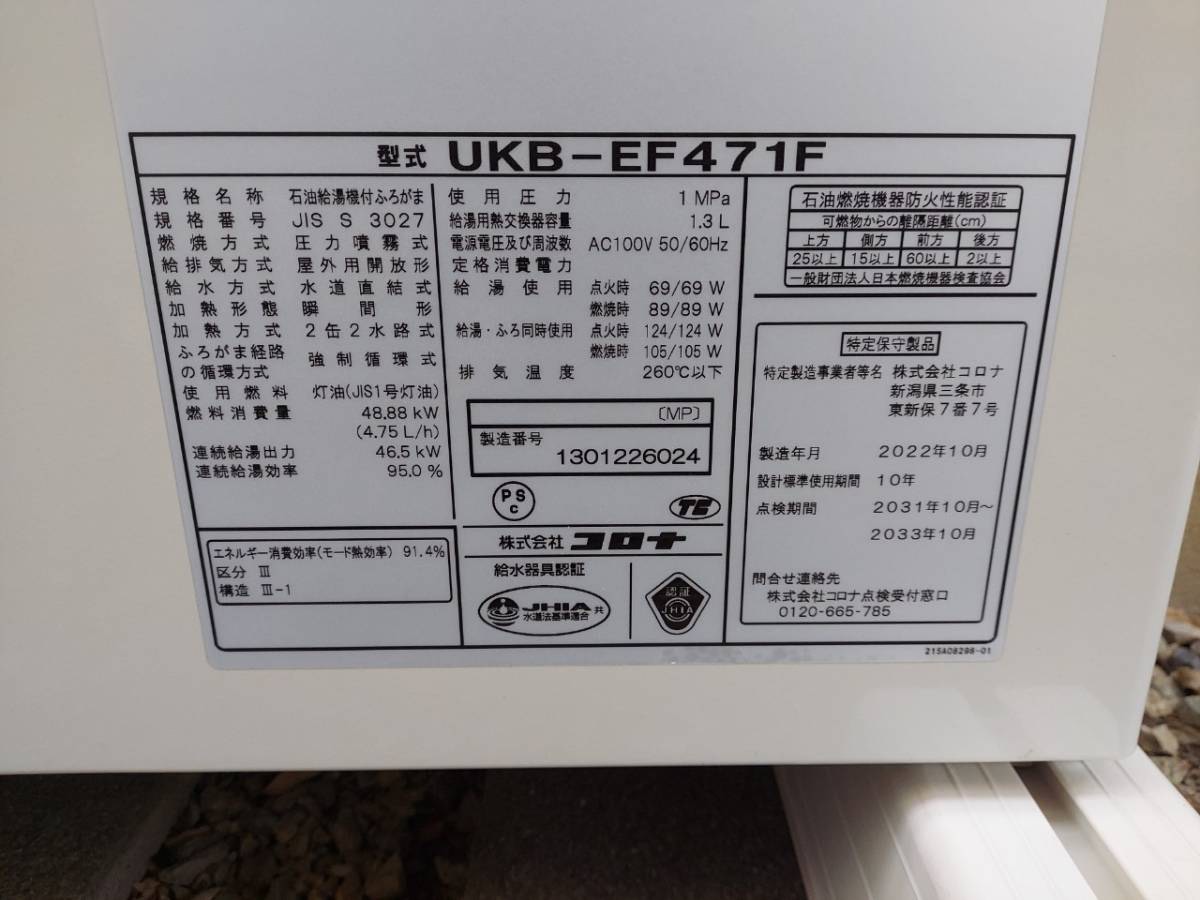 型式 UKB-EF471F
規格名称 石油給湯機付ふろがま
規格番号 JIS S 3027
燃焼方式 圧力噴霧式
給排気方式 屋外用開放形
給水方式 水道直結式
加熱形態 瞬間形
加熱方式 2缶2水路式
ふろがま経路
の循環方式 強制循環式
使用燃料 灯油(JIS1号灯油)
燃料消費量 48.88 kW
(4.75 L/h)
連続給湯出力 46.5 kW
連続給湯効率 95.0 %
エネルギー消費効率(モード熱効率) 91.4%
区分 Ⅲ
構造 Ⅲ-1
使用圧力 1 MPa
給湯用熱交換器容量 1.3 L
電源電圧及び周波数 AC100V 50/60Hz
定格消費電力
給湯使用 点火時 69/69 W
燃焼時 89/89 W
給湯・ふろ同時使用 点火時 124/124 W
燃焼時 105/105 W
排気温度 260℃以下
〔MP〕
製造番号
1301226024
PS
C
TE
株式会社 コロナ
給水器具認証
JHIA 共
水道法基準適合
認証
JHIA
石油燃焼機器防火性能認証
可燃物からの離隔距離(cm)
上方 側方 前方 後方
25以上 15以上 60以上 2以上
一般財団法人日本燃焼機器検査協会
特定保守製品
特定製造事業者等名 株式会社コロナ
新潟県三条市
東新保7番7号
製造年月 2022年10月
設計標準使用期間 10年
点検期間 2031年10月~
2033年10月
問合せ連絡先
株式会社コロナ点検受付窓口
0120-665-785
215A08298-01